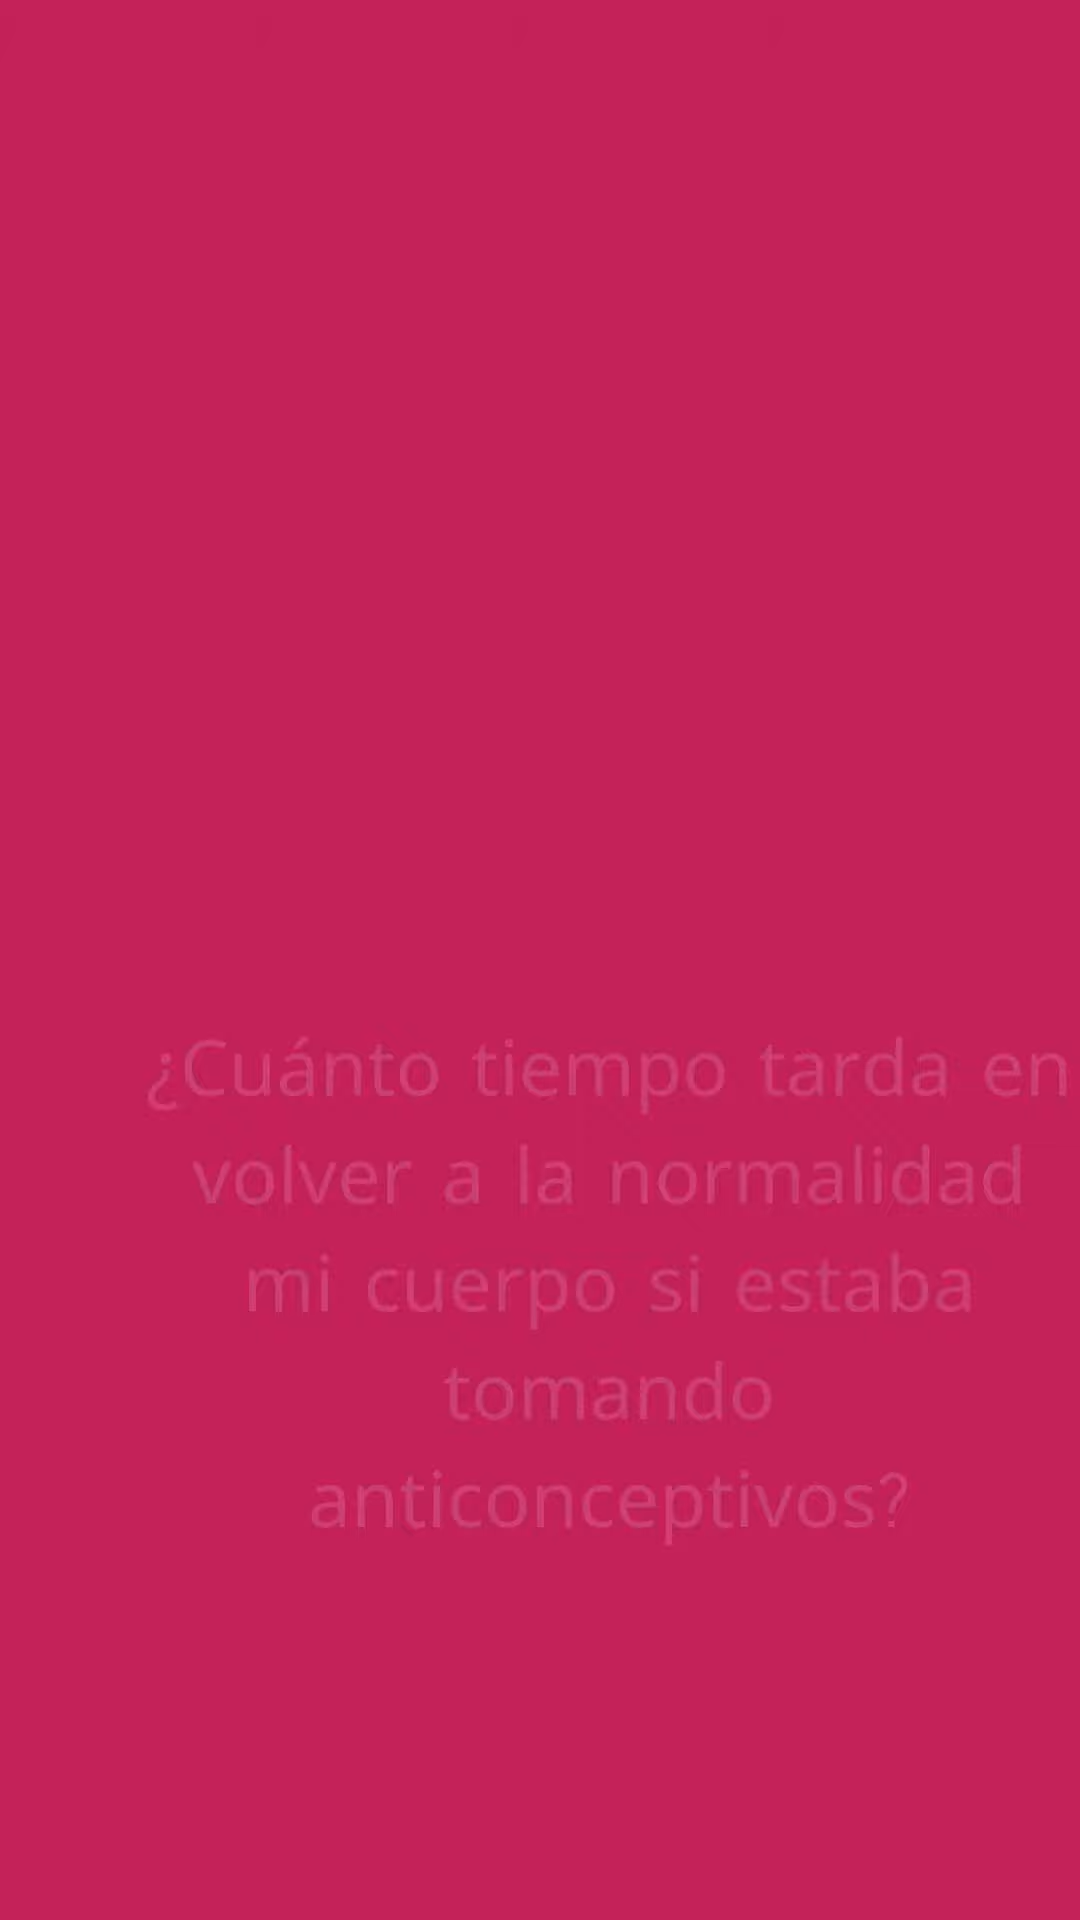 ¿Cuánto tiempo tarda en
volver a la normalidad
mi cuerpo si estaba
tomando
anticonceptivos?